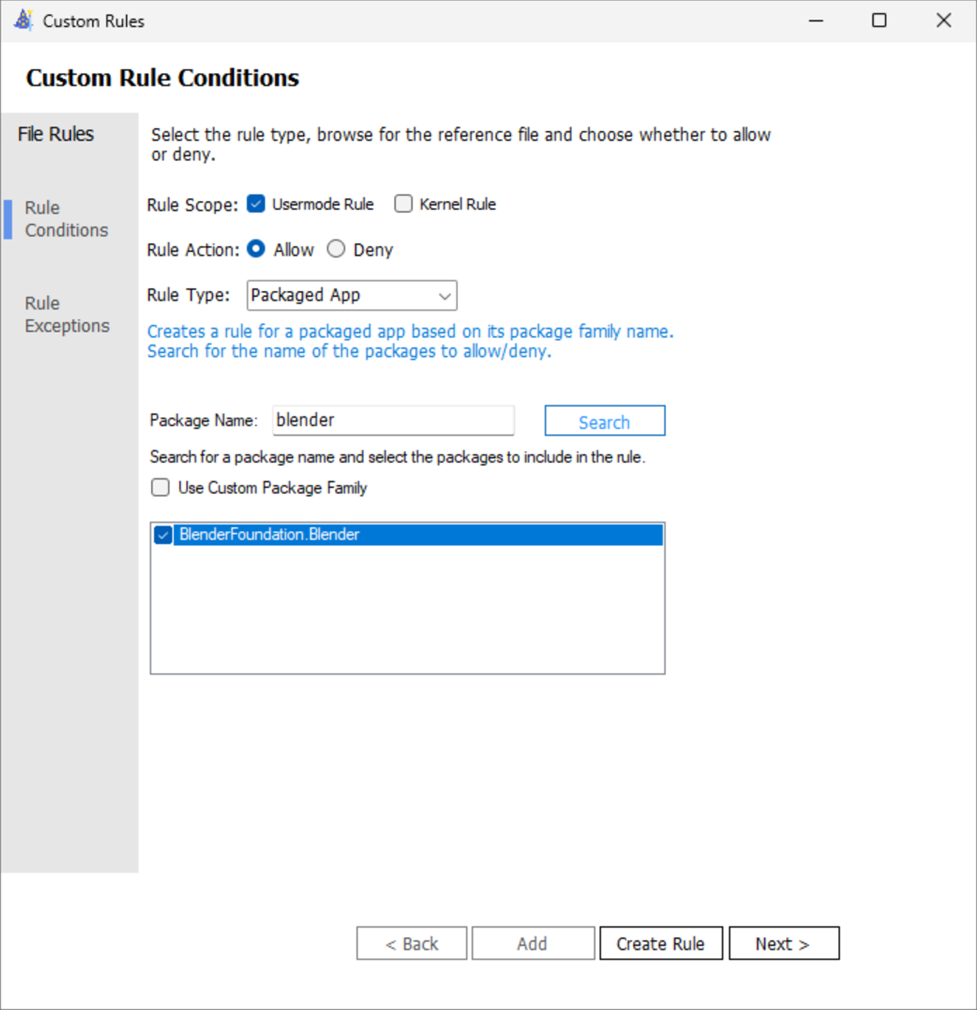 Custom Rules
Custom Rule Conditions
File Rules
Rule
Conditions
Rule
Exceptions
Select the rule type, browse for the reference file and choose whether to allow
or deny.
Rule Scope: Usermode Rule Kernel Rule
Rule Action: Allow Deny
Rule Type: Packaged App
Creates a rule for a packaged app based on its package family name.
Search for the name of the packages to allow/deny.
Package Name: blender Search
Search for a package name and select the packages to include in the rule.
Use Custom Package Family
BlenderFoundation.Blender
< Back Add Create Rule Next >